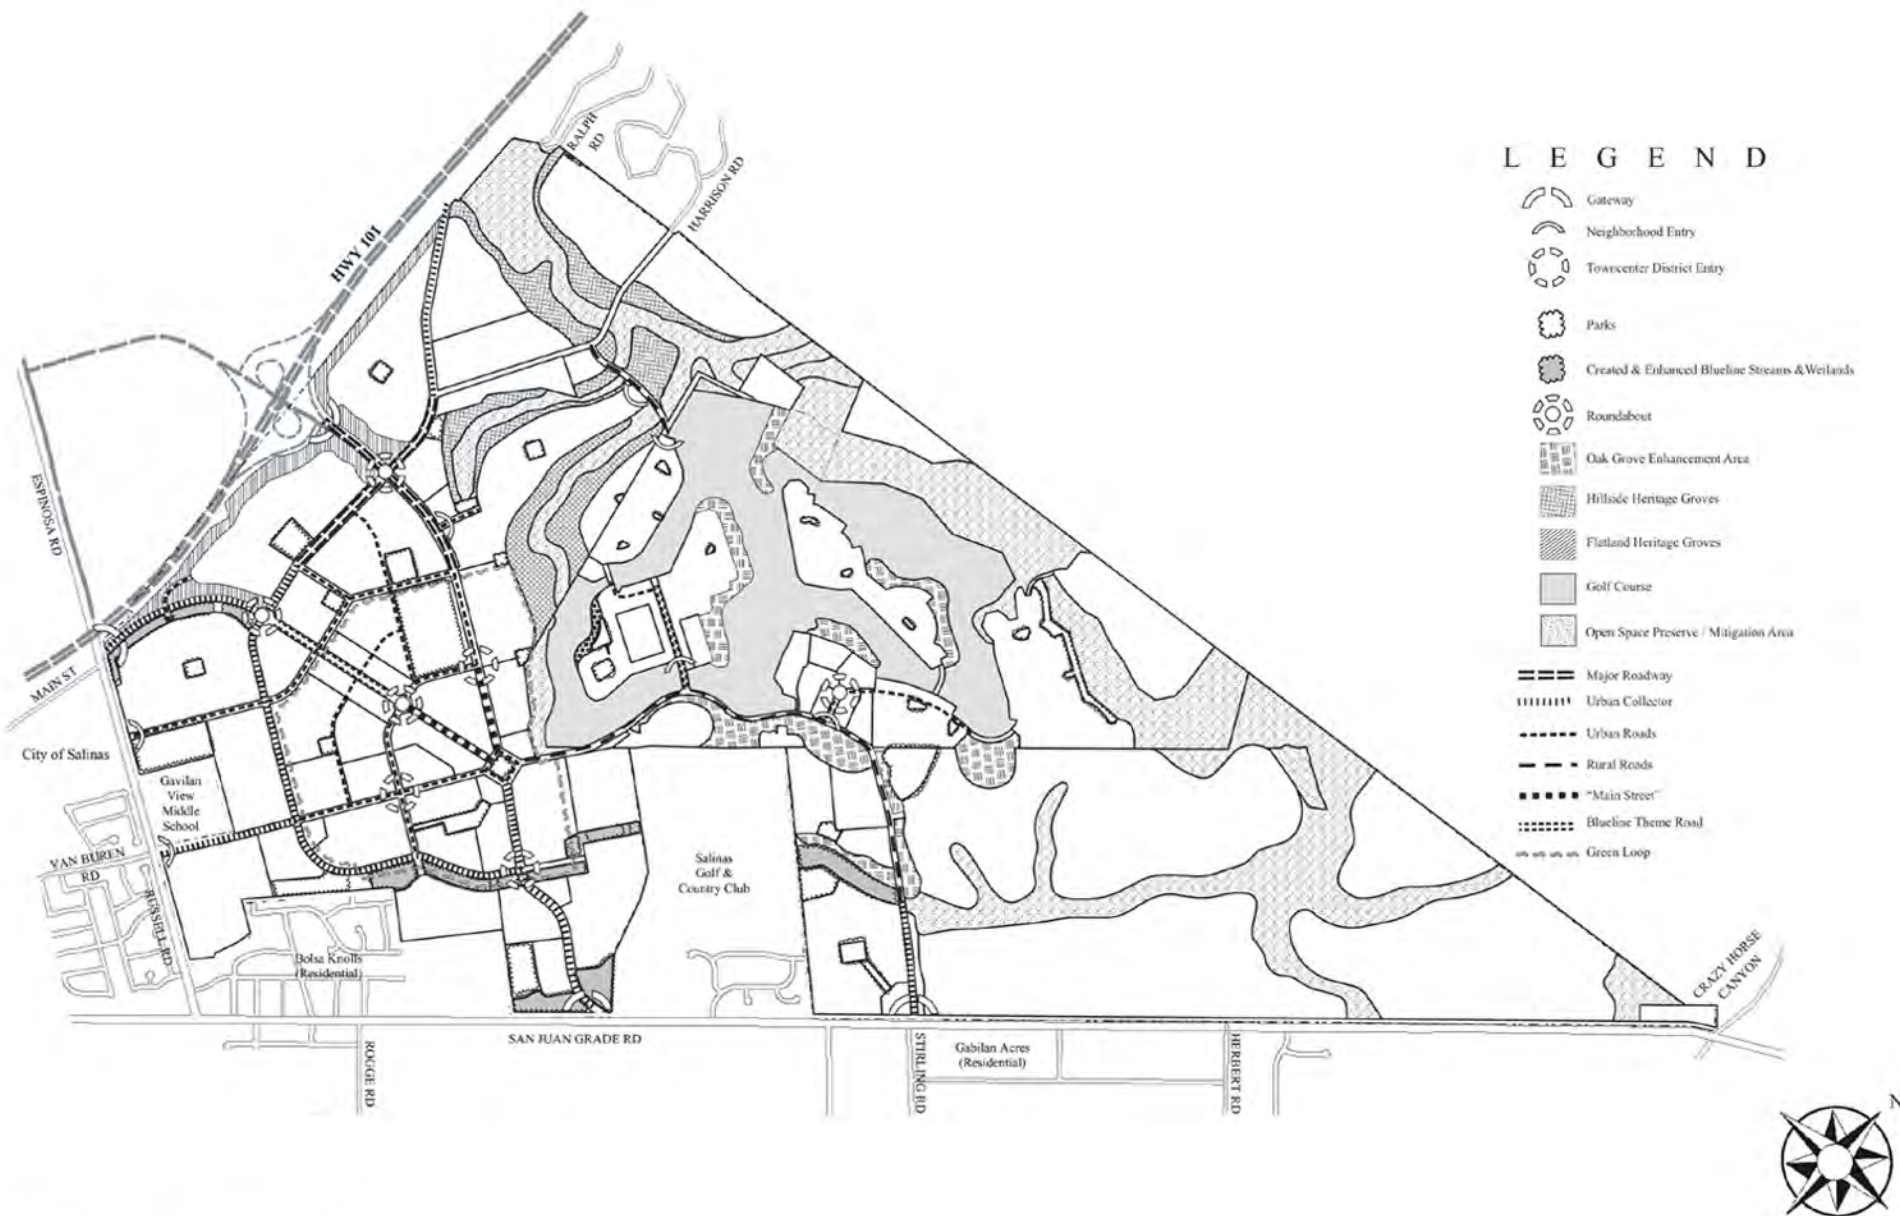 RALPH
RD
HARRISON RD
HWY 101
ESPINOSA RD
MAIN ST
City of Salinas
Gavilan
View
Middle
School
VAN BUREN
RD
RUSSELL RD
Bolsa Knolls
(Residential)
ROGGE RD
SAN JUAN GRADE RD
Salinas
Golf &
Country Club
STIRLING RD
Gabilan Acres
(Residential)
HERBERT RD
CRAZY HORSE
CANYON
LEGEND
Gateway
Neighborhood Entry
Towncenter District Entry
Parks
Created & Enhanced Blueline Streams & Wetlands
Roundabout
Oak Grove Enhancement Area
Hillside Heritage Groves
Flatland Heritage Groves
Golf Course
Open Space Preserve / Mitigation Area
Major Roadway
Urban Collector
Urban Roads
Rural Roads
"Main Street"
Blueline Theme Road
Green Loop
N